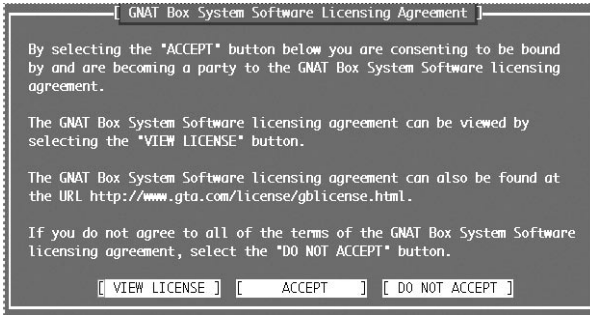 [ GNAT Box System Software Licensing Agreement ]
By selecting the "ACCEPT" button below you are consenting to be bound
by and are becoming a party to the GNAT Box System Software licensing
agreement.
The GNAT Box System Software licensing agreement can be viewed by
selecting the "VIEW LICENSE" button.
The GNAT Box System Software licensing agreement can also be found at
the URL http://www.gta.com/license/gblicense.html.
If you do not agree to all of the terms of the GNAT Box System Software
licensing agreement, select the "DO NOT ACCEPT" button.
[ VIEW LICENSE ] [ ACCEPT ] [ DO NOT ACCEPT ]